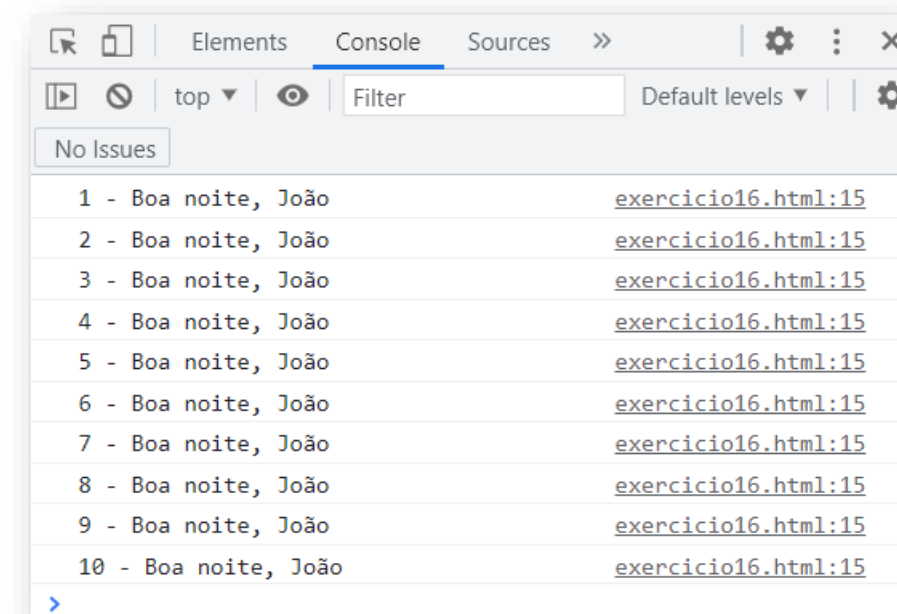 Elements Console Sources »
top ▼ Filter Default levels ▼
No Issues
1 - Boa noite, João exercicio16.html:15
2 - Boa noite, João exercicio16.html:15
3 - Boa noite, João exercicio16.html:15
4 - Boa noite, João exercicio16.html:15
5 - Boa noite, João exercicio16.html:15
6 - Boa noite, João exercicio16.html:15
7 - Boa noite, João exercicio16.html:15
8 - Boa noite, João exercicio16.html:15
9 - Boa noite, João exercicio16.html:15
10 - Boa noite, João exercicio16.html:15